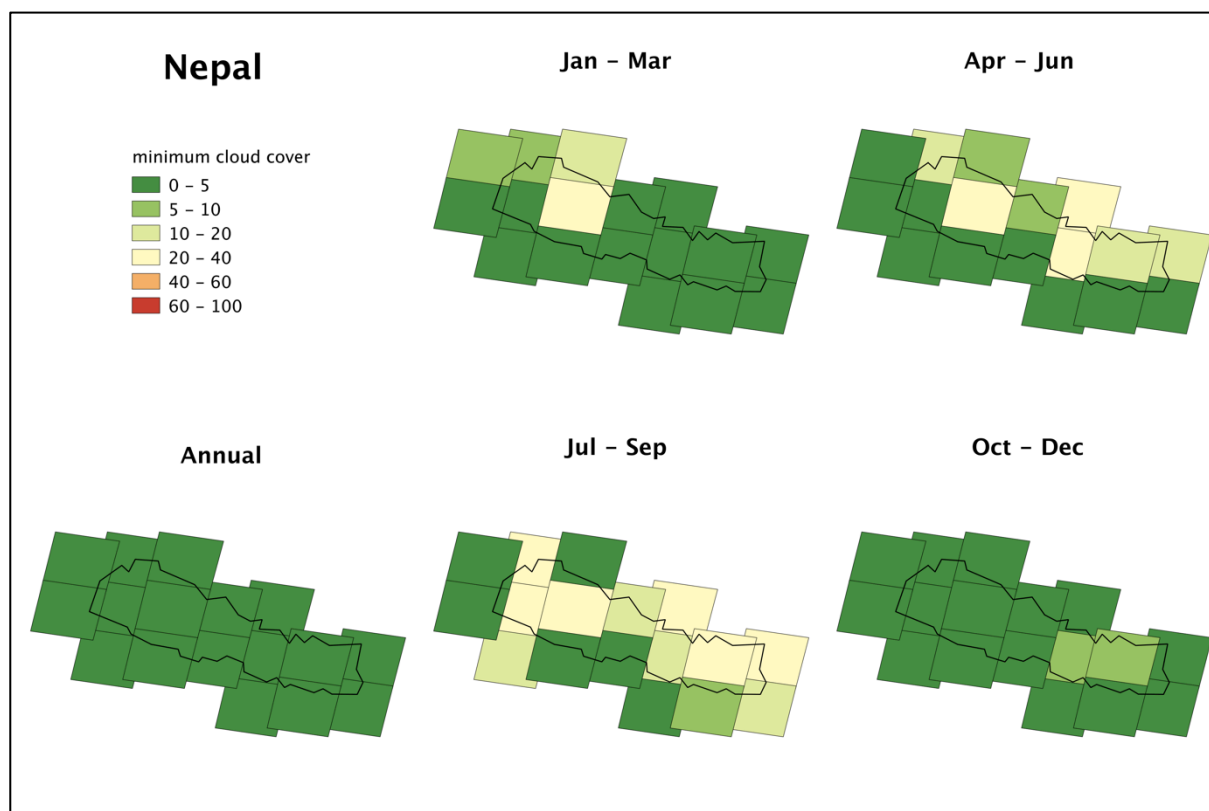 Nepal
minimum cloud cover
0 – 5
5 – 10
10 – 20
20 – 40
40 – 60
60 – 100
Jan – Mar
Apr – Jun
Annual
Jul – Sep
Oct – Dec